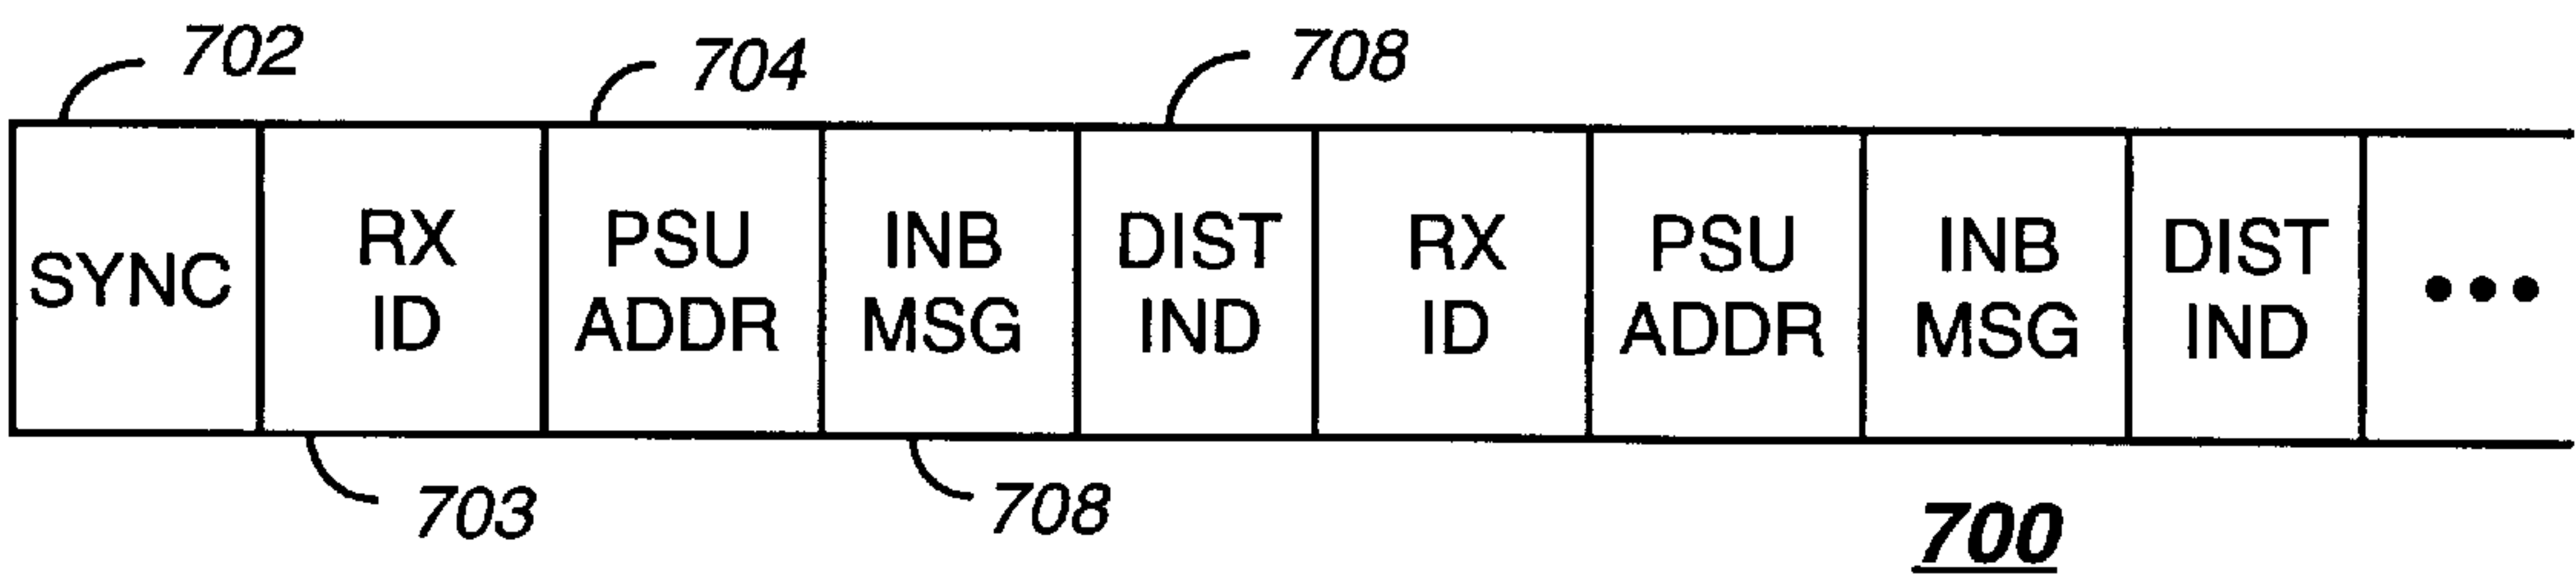 702
704
708
SYNC
RX
ID
PSU
ADDR
INB
MSG
DIST
IND
RX
ID
PSU
ADDR
INB
MSG
DIST
IND
•••
703
708
700